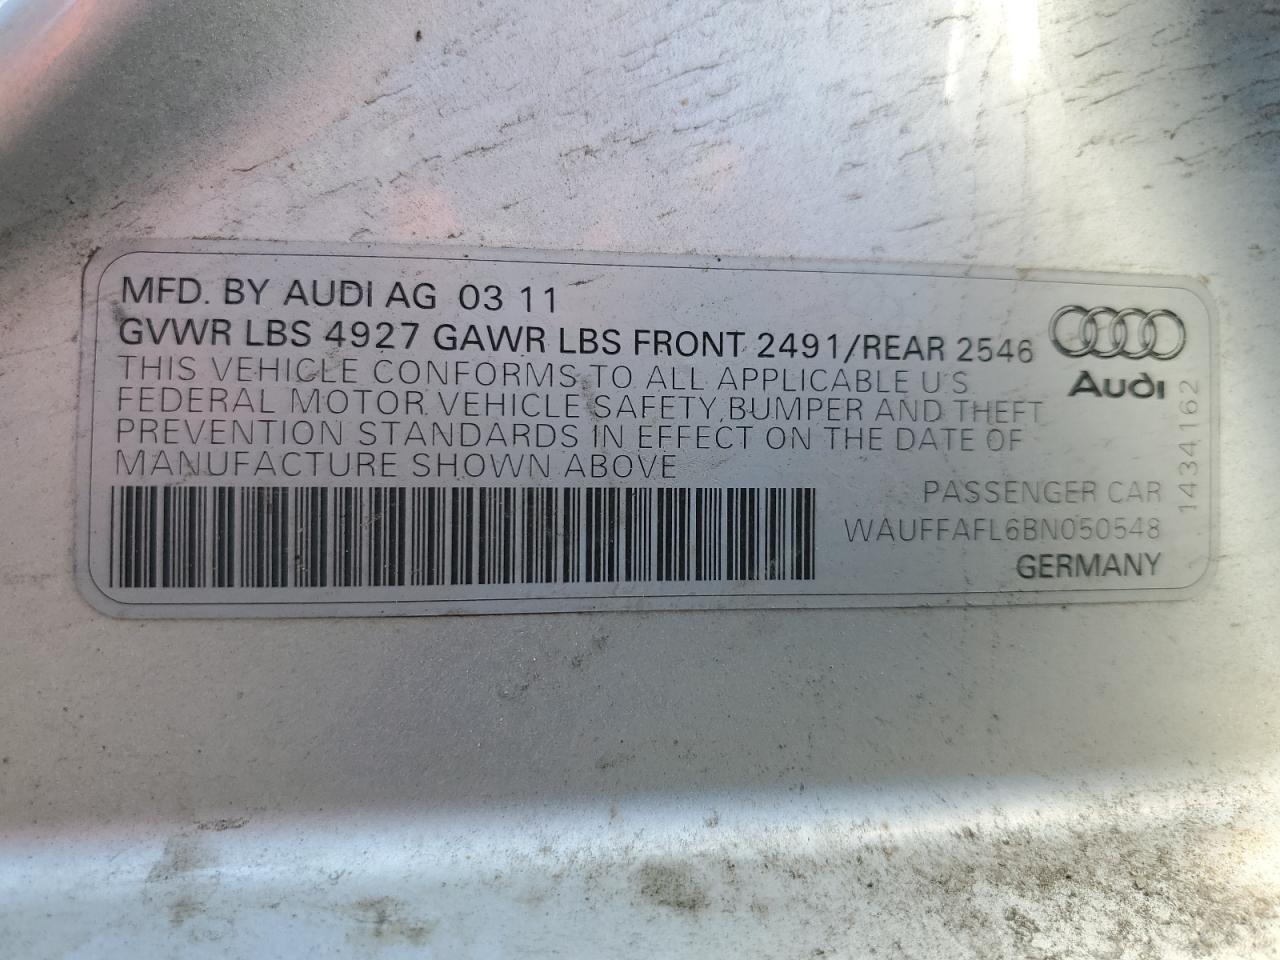 MFD. BY AUDI AG 03 11
GVWR LBS 4927 GAWR LBS FRONT 2491/REAR 2546
THIS VEHICLE CONFORMS TO ALL APPLICABLE U S
FEDERAL MOTOR VEHICLE SAFETY, BUMPER AND THEFT
PREVENTION STANDARDS IN EFFECT ON THE DATE OF
MANUFACTURE SHOWN ABOVE
Audi
PASSENGER CAR
WAUFFAFL6BN050548
GERMANY
1434162